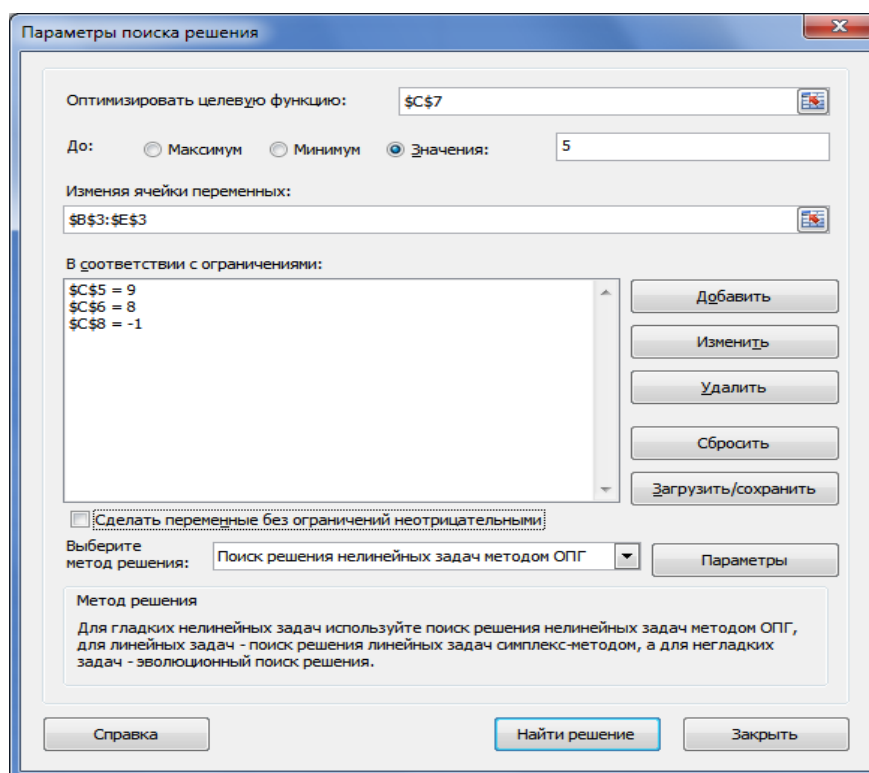 Параметры поиска решения
Оптимизировать целевую функцию: $C$7
До: Максимум Минимум Значения: 5
Изменяя ячейки переменных:
$B$3:$E$3
В соответствии с ограничениями:
$C$5 = 9
$C$6 = 8
$C$8 = -1
Добавить
Изменить
Удалить
Сбросить
Загрузить/сохранить
Сделать переменные без ограничений неотрицательными
Выберите
метод решения: Поиск решения нелинейных задач методом ОПГ Параметры
Метод решения
Для гладких нелинейных задач используйте поиск решения нелинейных задач методом ОПГ,
для линейных задач - поиск решения линейных задач симплекс-методом, а для негладких
задач - эволюционный поиск решения.
Справка Найти решение Закрыть